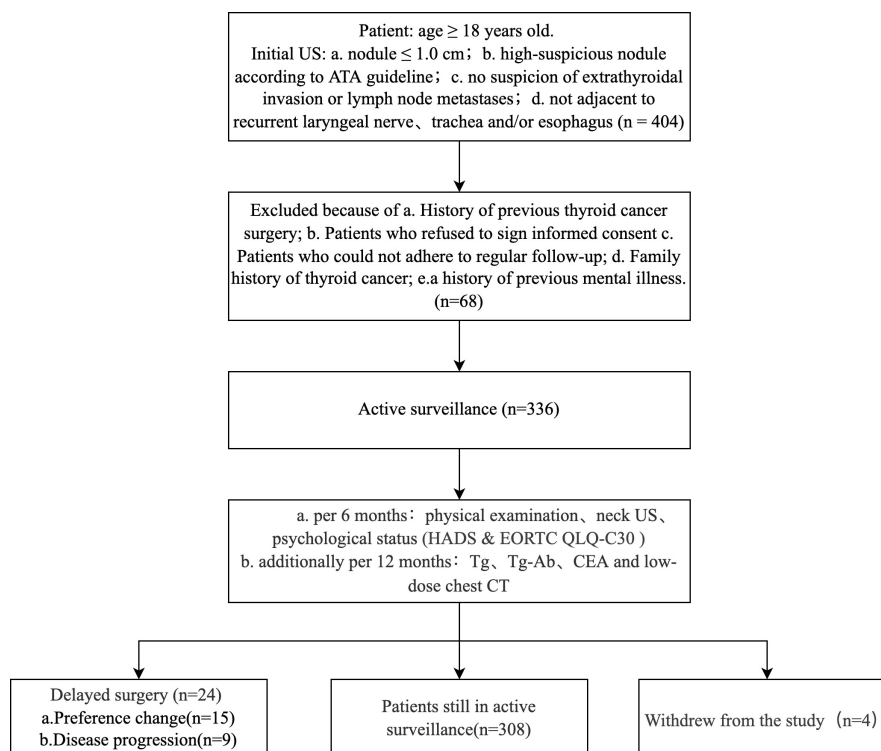 Patient: age ≥ 18 years old.
Initial US: a. nodule ≤ 1.0 cm；b. high-suspicious nodule
according to ATA guideline；c. no suspicion of extrathyroidal
invasion or lymph node metastases；d. not adjacent to
recurrent laryngeal nerve、trachea and/or esophagus (n = 404)
Excluded because of a. History of previous thyroid cancer
surgery; b. Patients who refused to sign informed consent c.
Patients who could not adhere to regular follow-up; d. Family
history of thyroid cancer; e.a history of previous mental illness.
(n=68)
Active surveillance (n=336)
a. per 6 months：physical examination、neck US、
psychological status (HADS & EORTC QLQ-C30 )
b. additionally per 12 months：Tg、Tg-Ab、CEA and low-
dose chest CT
Delayed surgery (n=24)
a.Preference change(n=15)
b.Disease progression(n=9)
Patients still in active
surveillance(n=308)
Withdrew from the study（n=4）